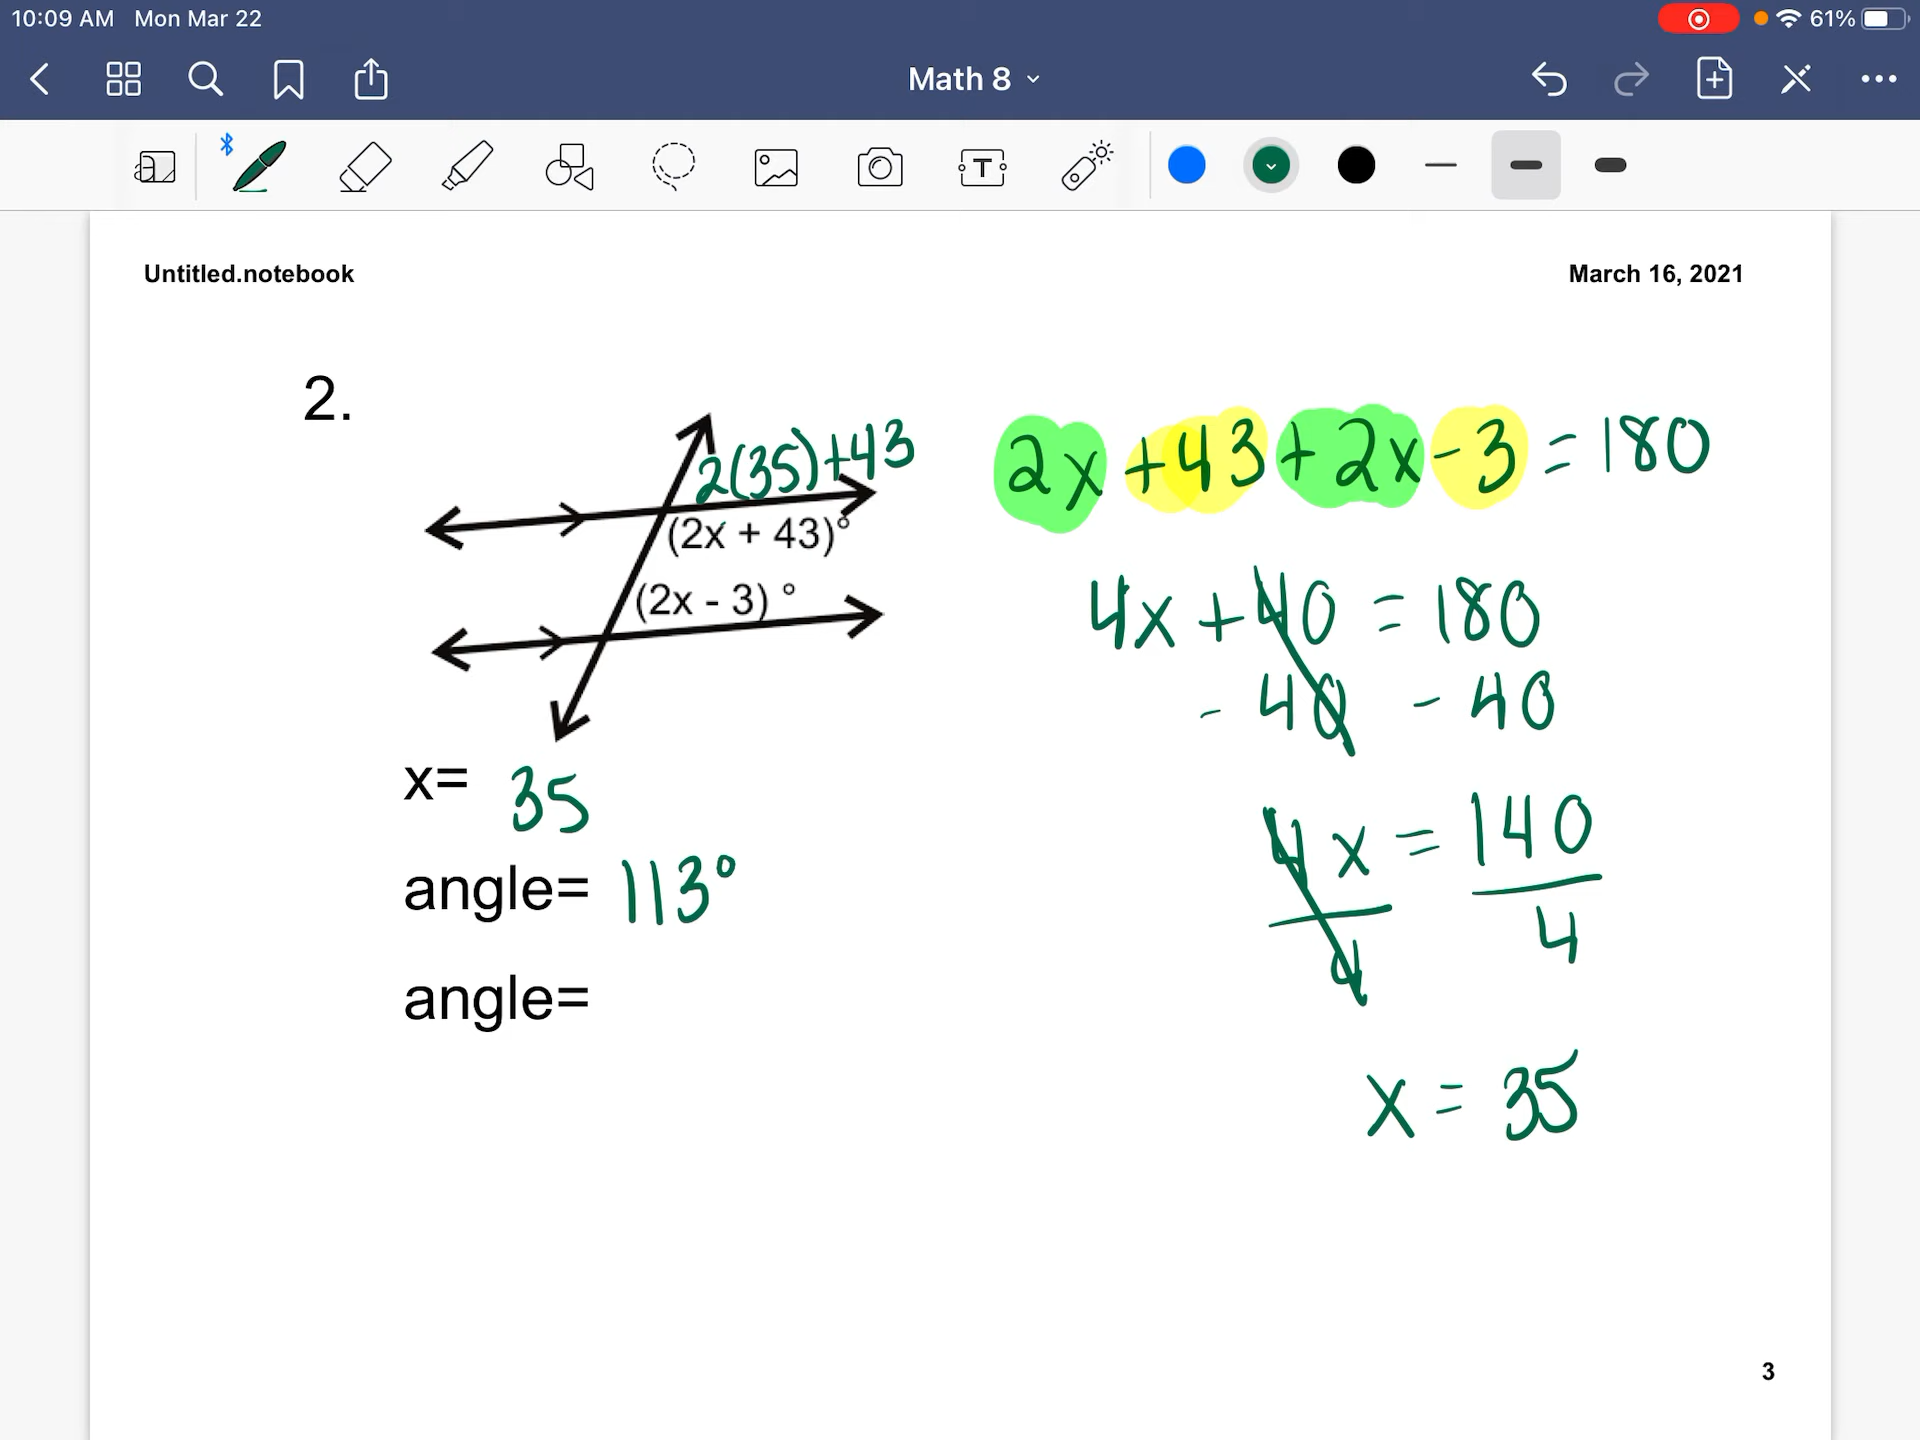 10:09 AM Mon Mar 22
61%
Math 8
T
Untitled.notebook
March 16, 2021
2.
2(35)+43
(2x + 43)°
(2x - 3) °
2x +43+2x-3 = 180
4x +40 = 180
- 40 - 40
4x = 140
4 4
x = 35
x= 35
angle= 113°
angle=
3